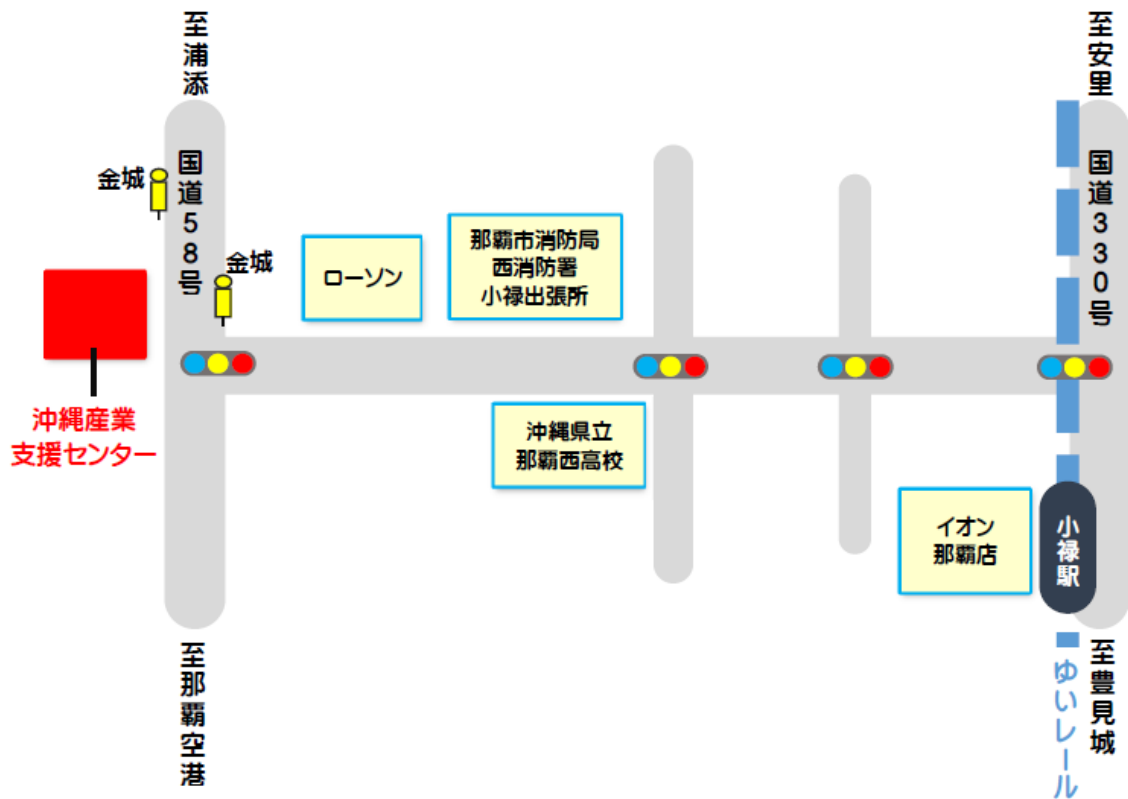 至浦添
至安里
金城
国道58号
国道330号
金城
ローソン
那覇市消防局
西消防署
小禄出張所
沖縄産業
支援センター
沖縄県立
那覇西高校
イオン
那覇店
小禄駅
至那覇空港
ゆいレール
至豊見城